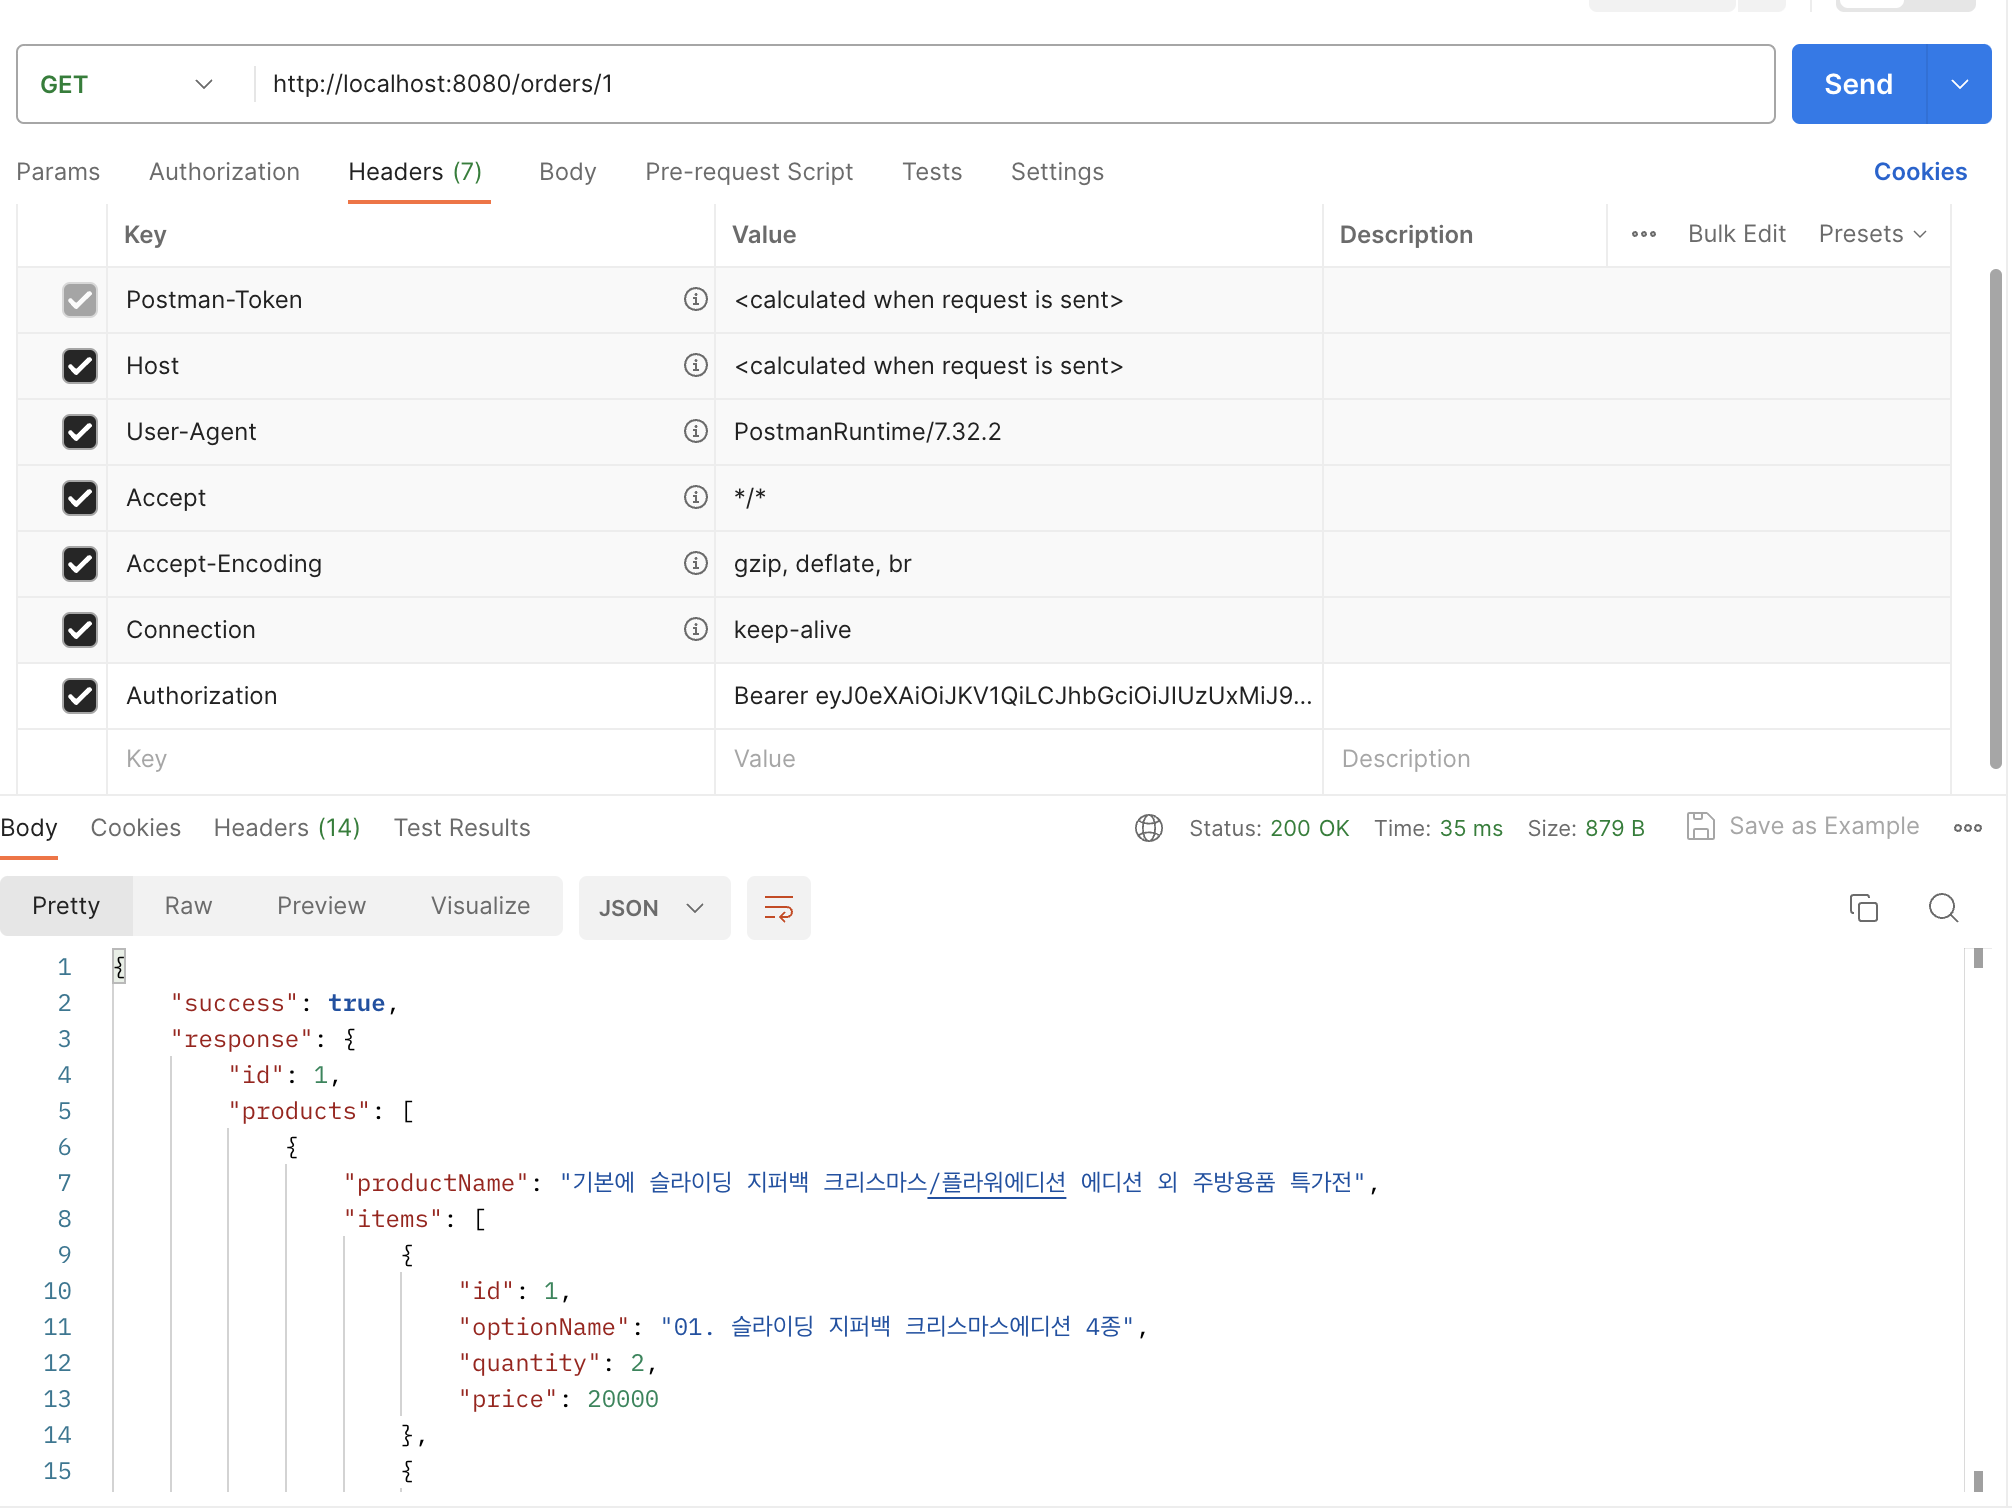 GET http://localhost:8080/orders/1 Send
Params Authorization Headers (7) Body Pre-request Script Tests Settings Cookies
Key Value Description Bulk Edit Presets
Postman-Token <calculated when request is sent>
Host <calculated when request is sent>
User-Agent PostmanRuntime/7.32.2
Accept */*
Accept-Encoding gzip, deflate, br
Connection keep-alive
Authorization Bearer eyJ0eXAiOiJKV1QiLCJhbGciOiJIUzUxMiJ9...
Key Value Description
Body Cookies Headers (14) Test Results Status: 200 OK Time: 35 ms Size: 879 B Save as Example
Pretty Raw Preview Visualize JSON
1 {
2 "success": true,
3 "response": {
4 "id": 1,
5 "products": [
6 {
7 "productName": "기본에 슬라이딩 지퍼백 크리스마스/플라워에디션 에디션 외 주방용품 특가전",
8 "items": [
9 {
10 "id": 1,
11 "optionName": "01. 슬라이딩 지퍼백 크리스마스에디션 4종",
12 "quantity": 2,
13 "price": 20000
14 },
15 {